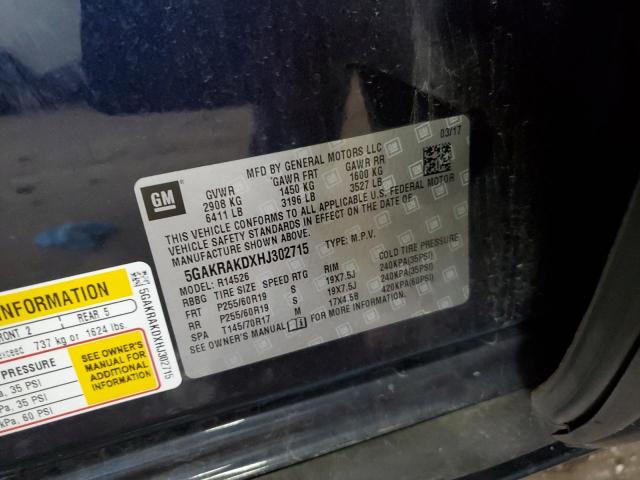 GM
MFD BY GENERAL MOTORS LLC
03/17
GVWR GAWR FRT GAWR RR
2908 KG 1450 KG 1600 KG
6411 LB 3196 LB 3527 LB
THIS VEHICLE CONFORMS TO ALL APPLICABLE U.S. FEDERAL MOTOR
VEHICLE SAFETY STANDARDS IN EFFECT ON THE DATE OF
MANUFACTURE SHOWN ABOVE.
5GAKRAKDXHJ302715 TYPE: M.P.V.
MODEL: R14526
RBBG TIRE SIZE SPEED RTG RIM COLD TIRE PRESSURE
FRT P255/60R19 S 19X7.5J 240KPA(35PSI)
RR P255/60R19 S 19X7.5J 240KPA(35PSI)
SPA T145/70R17 M 17X4.5B 420KPA(60PSI)
SEE OWNER'S MANUAL FOR
5GAKRAKDXHJ302715
INFORMATION
FRONT 2 REAR 5
exceed 737 kg or 1624 lbs.
PRESSURE
a, 35 PSI
Pa, 35 PSI
kPa, 60 PSI
SEE OWNER'S
MANUAL FOR
ADDITIONAL
INFORMATION